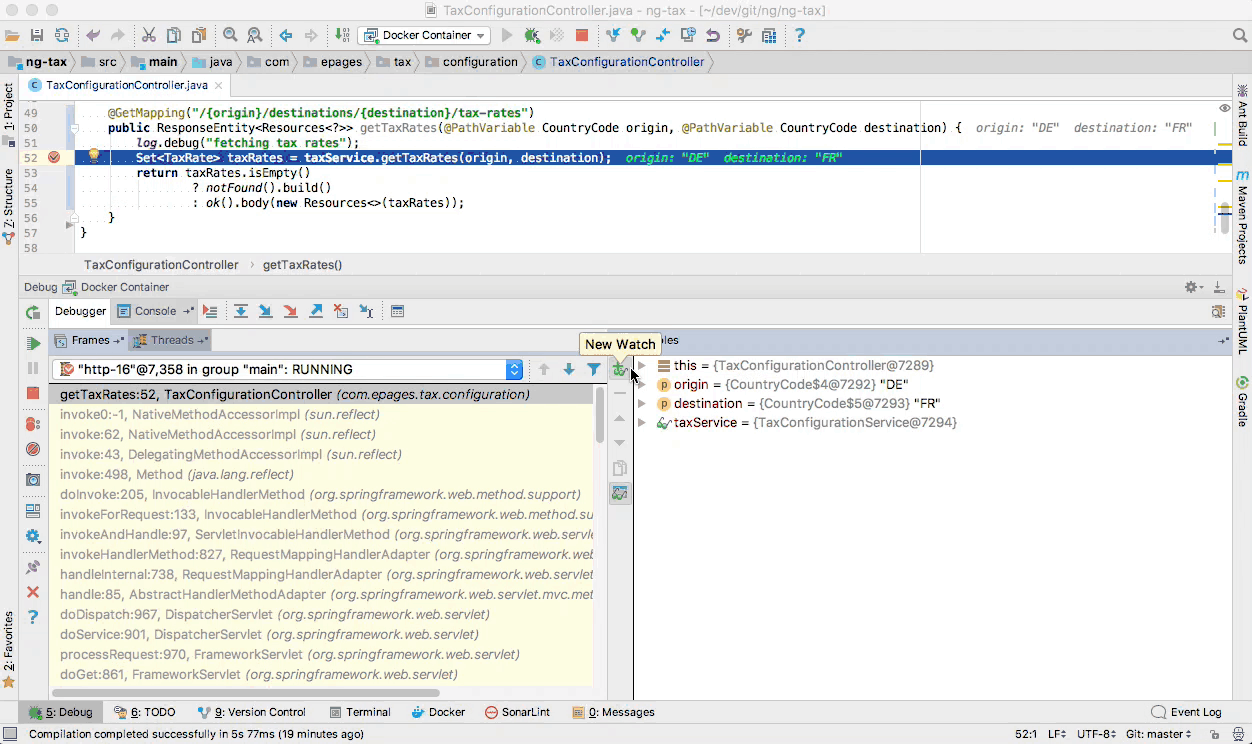 TaxConfigurationController.java - ng-tax - [~/dev/git/ng/ng-tax]
Docker Container
ng-tax src main java com epages tax configuration TaxConfigurationController
TaxConfigurationController.java
1: Project
Z: Structure
2: Favorites
Ant Build
Maven Projects
PlantUML
Gradle
49 @GetMapping("/{origin}/destinations/{destination}/tax-rates")
50 public ResponseEntity<Resources<?>> getTaxRates(@PathVariable CountryCode origin, @PathVariable CountryCode destination) { origin: "DE" destination: "FR"
51 log.debug("fetching tax rates");
52 Set<TaxRate> taxRates = taxService.getTaxRates(origin, destination); origin: "DE" destination: "FR"
53 return taxRates.isEmpty()
54 ? notFound().build()
55 : ok().body(new Resources<>(taxRates));
56 }
57 }
58
TaxConfigurationController getTaxRates()
Debug Docker Container
Debugger Console
Frames Threads
New Watch
les
"http-16"@7,358 in group "main": RUNNING
getTaxRates:52, TaxConfigurationController (com.epages.tax.configuration)
invoke0:-1, NativeMethodAccessorImpl (sun.reflect)
invoke:62, NativeMethodAccessorImpl (sun.reflect)
invoke:43, DelegatingMethodAccessorImpl (sun.reflect)
invoke:498, Method (java.lang.reflect)
doInvoke:205, InvocableHandlerMethod (org.springframework.web.method.support)
invokeForRequest:133, InvocableHandlerMethod (org.springframework.web.method.su
invokeAndHandle:97, ServletInvocableHandlerMethod (org.springframework.web.servle
invokeHandlerMethod:827, RequestMappingHandlerAdapter (org.springframework.web
handleInternal:738, RequestMappingHandlerAdapter (org.springframework.web.servlet
handle:85, AbstractHandlerMethodAdapter (org.springframework.web.servlet.mvc.met
doDispatch:967, DispatcherServlet (org.springframework.web.servlet)
doService:901, DispatcherServlet (org.springframework.web.servlet)
processRequest:970, FrameworkServlet (org.springframework.web.servlet)
doGet:861, FrameworkServlet (org.springframework.web.servlet)
this = {TaxConfigurationController@7289}
origin = {CountryCode$4@7292} "DE"
destination = {CountryCode$5@7293} "FR"
taxService = {TaxConfigurationService@7294}
5: Debug 6: TODO 9: Version Control Terminal Docker SonarLint 0: Messages Event Log
Compilation completed successfully in 5s 77ms (19 minutes ago) 52:1 LF UTF-8 Git: master